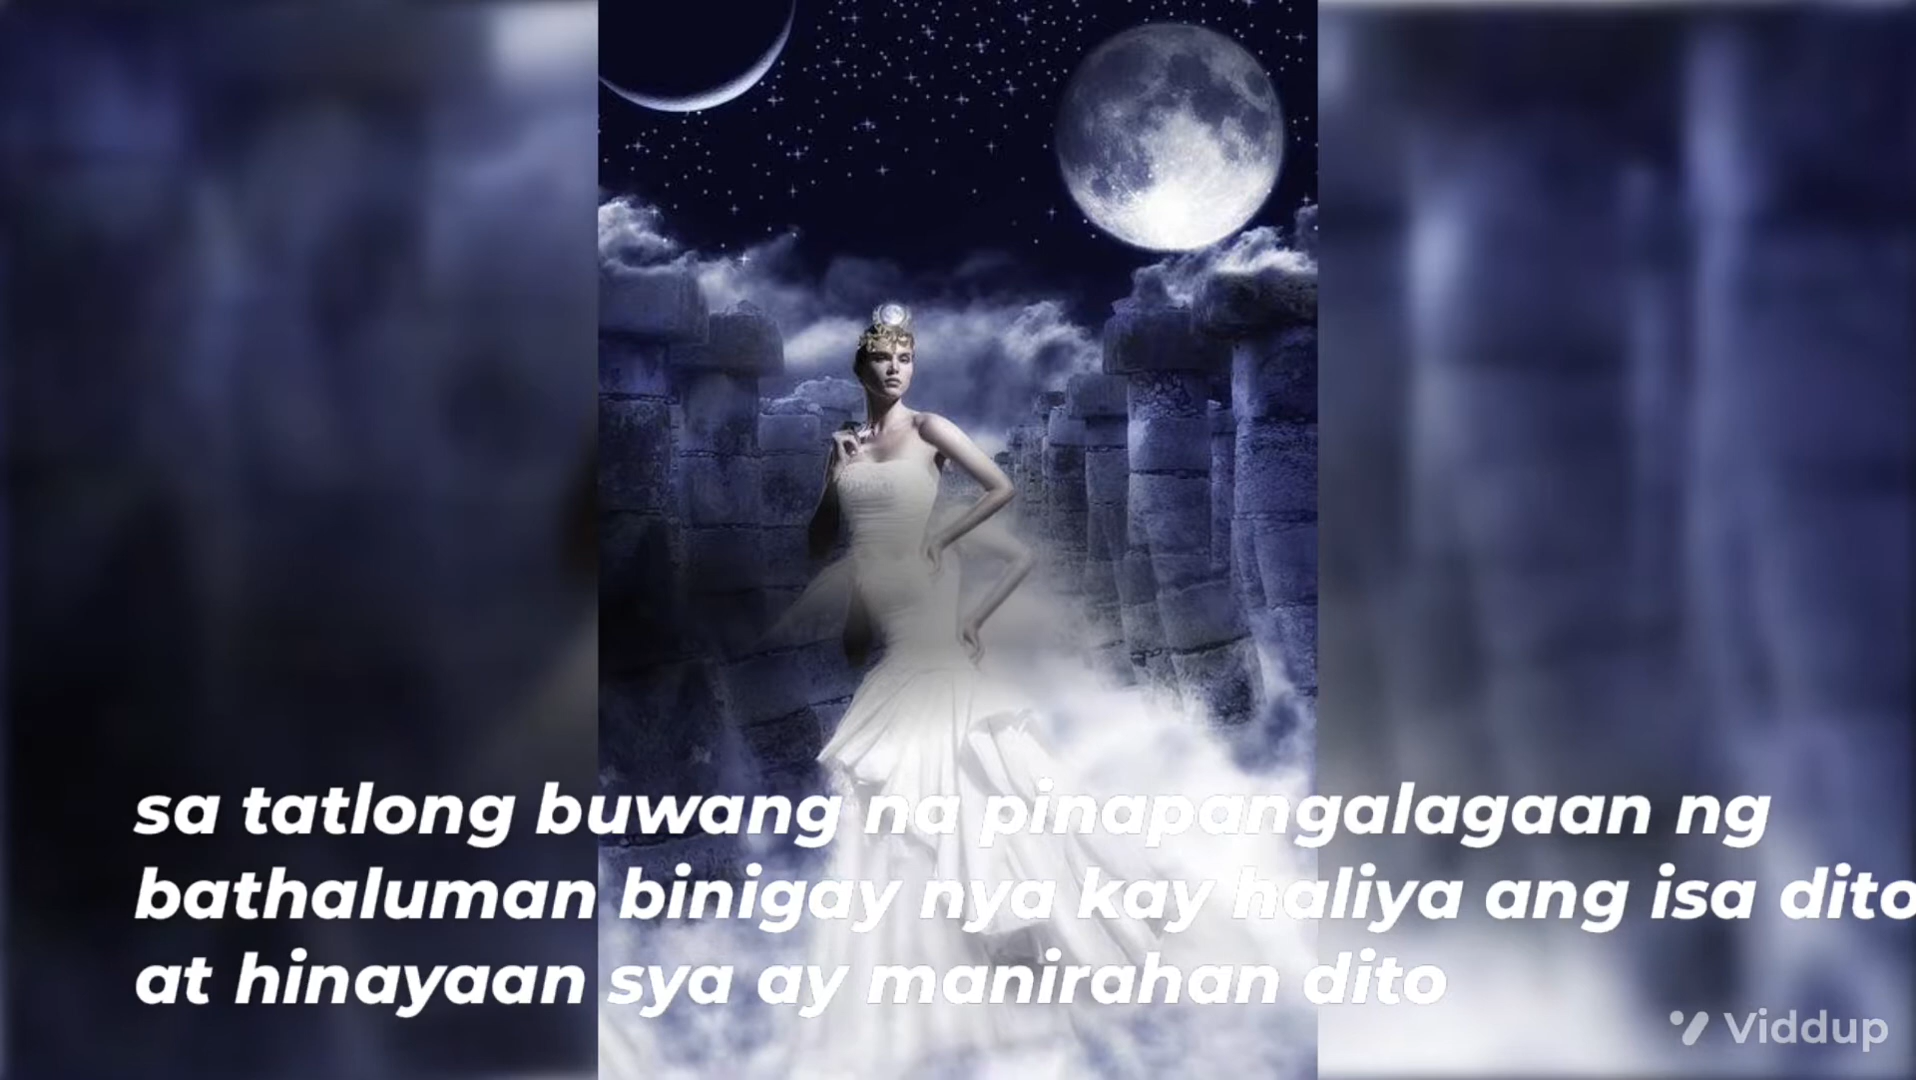 sa tatlong buwang na pinapangalagaan ng
bathaluman binigay nya kay haliya ang isa dito
at hinayaan sya ay manirahan dito
Viddup